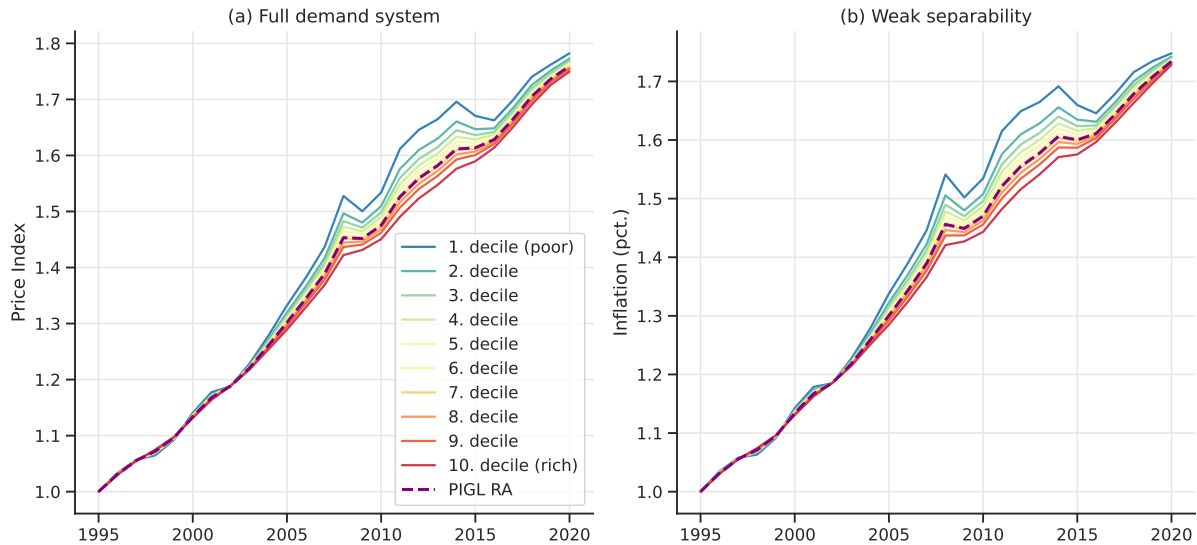 (a) Full demand system
Price Index
1.8
1.7
1.6
1.5
1.4
1.3
1.2
1.1
1.0
1995 2000 2005 2010 2015 2020
1. decile (poor)
2. decile
3. decile
4. decile
5. decile
6. decile
7. decile
8. decile
9. decile
10. decile (rich)
PIGL RA
(b) Weak separability
Inflation (pct.)
1.7
1.6
1.5
1.4
1.3
1.2
1.1
1.0
1995 2000 2005 2010 2015 2020